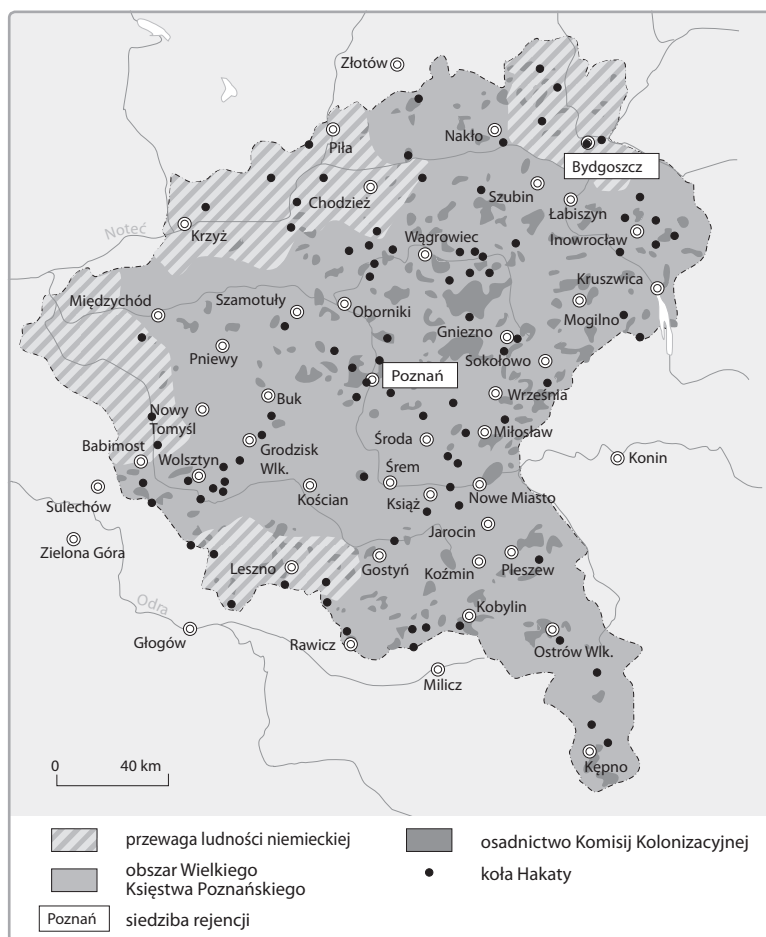 Złotów
Piła
Nakło
Bydgoszcz
Chodzież
Szubin
Łabiszyn
Noteć
Krzyż
Wągrowiec
Inowrocław
Kruszwica
Międzychód
Szamotuły
Oborniki
Mogilno
Gniezno
Pniewy
Sokołowo
Poznań
Buk
Września
Nowy
Tomyśl
Miłosław
Babimost
Środa
Grodzisk
Wlk.
Wolsztyn
Konin
Śrem
Sulechów
Kościan
Książ
Nowe Miasto
Jarocin
Zielona Góra
Leszno
Gostyń
Koźmin
Pleszew
Odra
Kobylin
Głogów
Rawicz
Ostrów Wlk.
Milicz
0 40 km
Kępno
przewaga ludności niemieckiej
obszar Wielkiego
Księstwa Poznańskiego
Poznań siedziba rejencji
osadnictwo Komisij Kolonizacyjnej
koła Hakaty